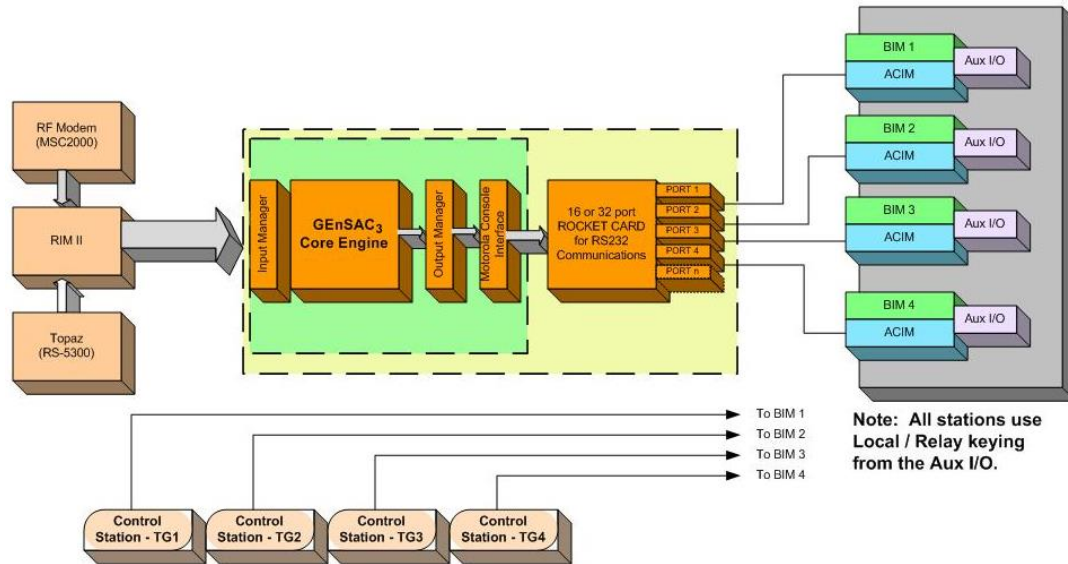 RF Modem
(MSC2000)
RIM II
Topaz
(RS-5300)
Input Manager
GEnSAC3
Core Engine
Output Manager
Motorola Console
Interface
16 or 32 port
ROCKET CARD
for RS232
Communications
PORT 1
PORT 2
PORT 3
PORT 4
PORT n
BIM 1
ACIM
Aux I/O
BIM 2
ACIM
Aux I/O
BIM 3
ACIM
Aux I/O
BIM 4
ACIM
Aux I/O
Note: All stations use
Local / Relay keying
from the Aux I/O.
To BIM 1
To BIM 2
To BIM 3
To BIM 4
Control
Station - TG1
Control
Station - TG2
Control
Station - TG3
Control
Station - TG4